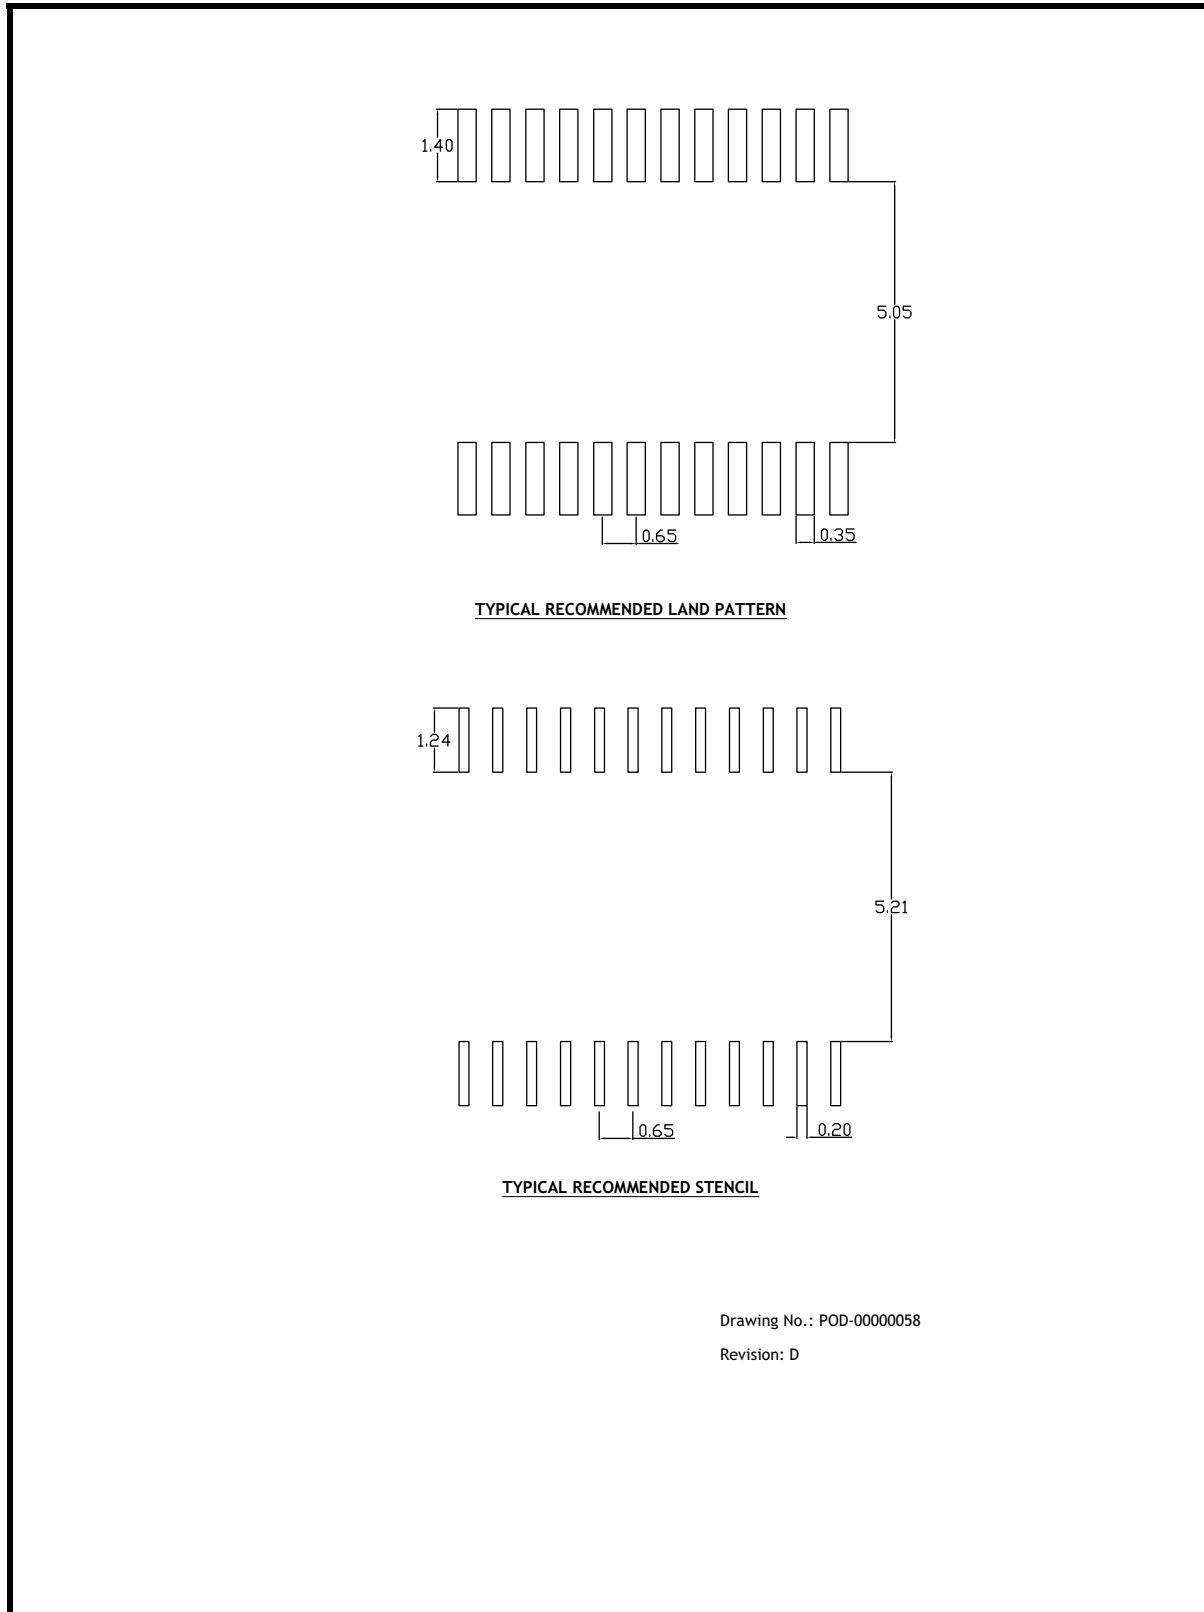 1.40
5.05
0.65
0.35
TYPICAL RECOMMENDED LAND PATTERN
1.24
5.21
0.65
0.20
TYPICAL RECOMMENDED STENCIL
Drawing No.: POD-00000058
Revision: D